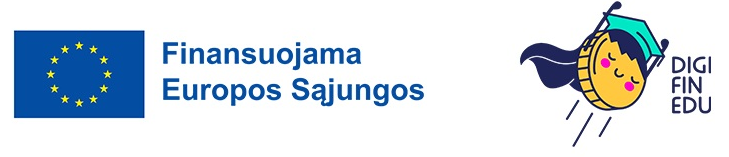 Finansuojama
Europos Sąjungos
DIGI
FIN
EDU